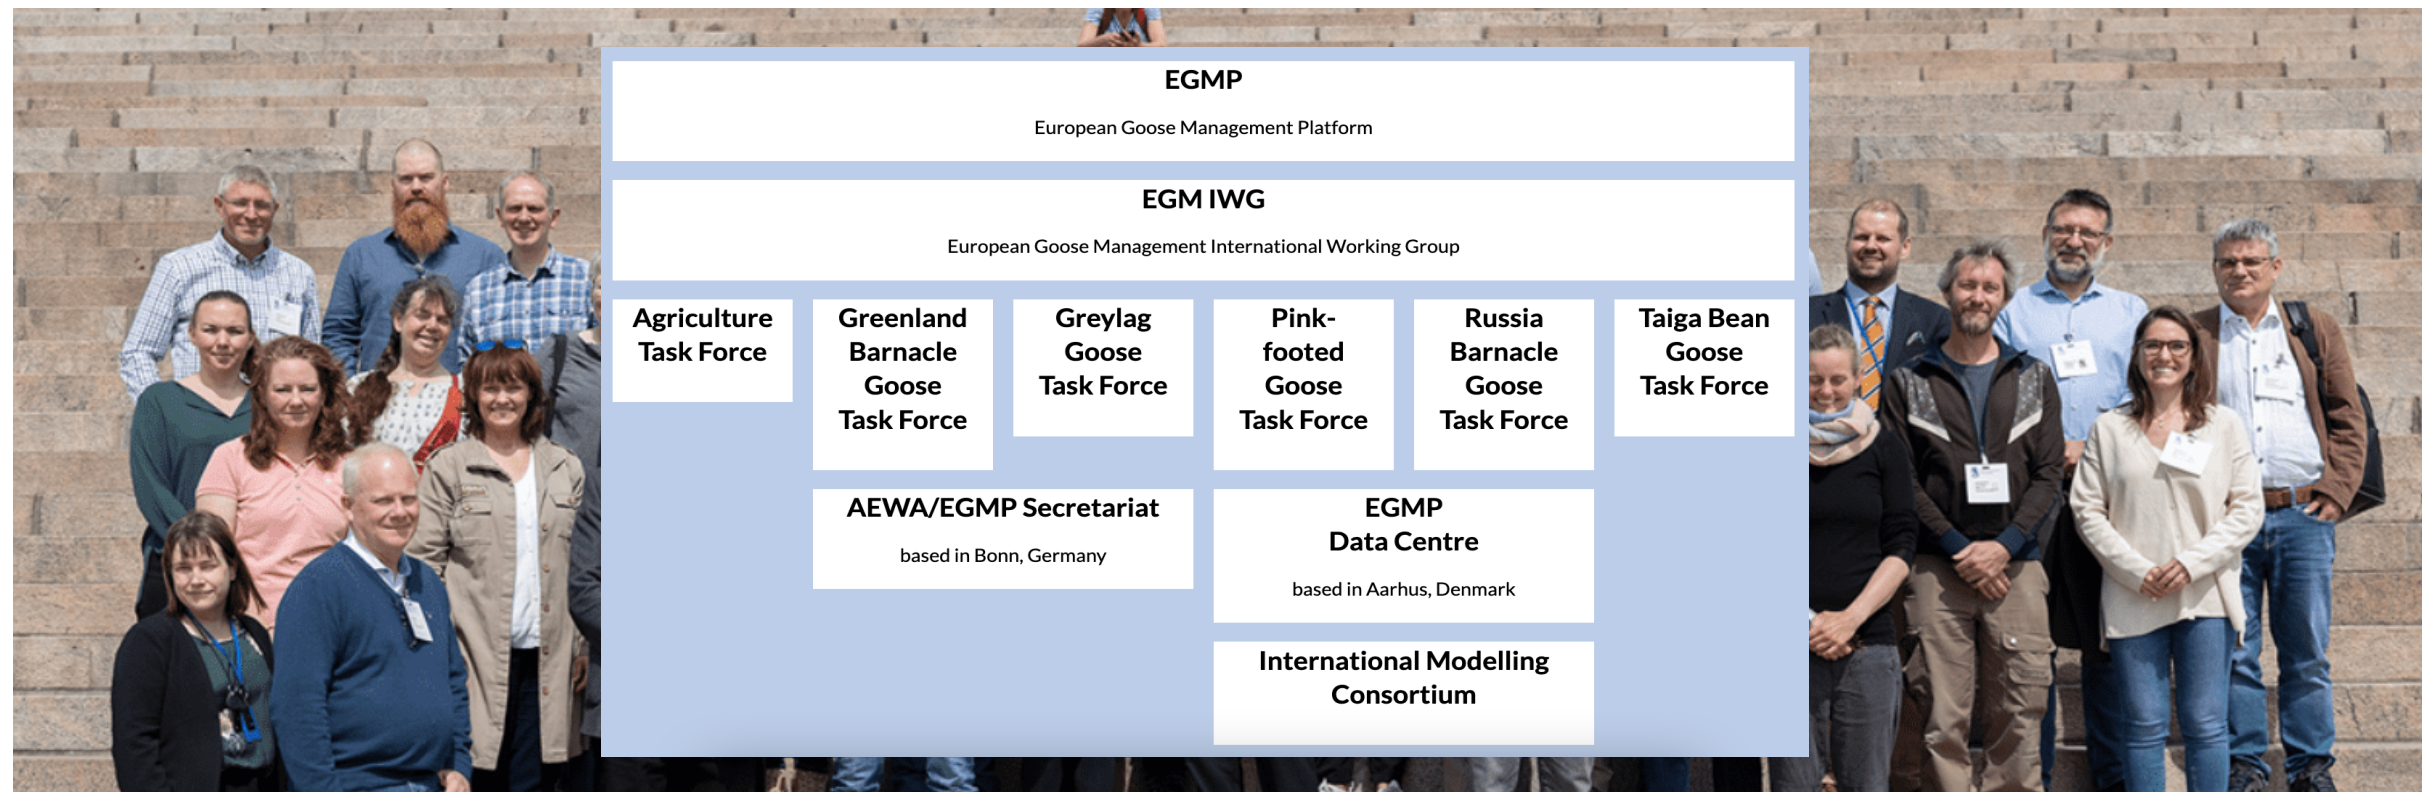 EGMP
European Goose Management Platform
EGM IWG
European Goose Management International Working Group
Agriculture
Task Force
Greenland
Barnacle
Goose
Task Force
Greylag
Goose
Task Force
Pink-
footed
Goose
Task Force
Russia
Barnacle
Goose
Task Force
Taiga Bean
Goose
Task Force
AEWA/EGMP Secretariat
based in Bonn, Germany
EGMP
Data Centre
based in Aarhus, Denmark
International Modelling
Consortium